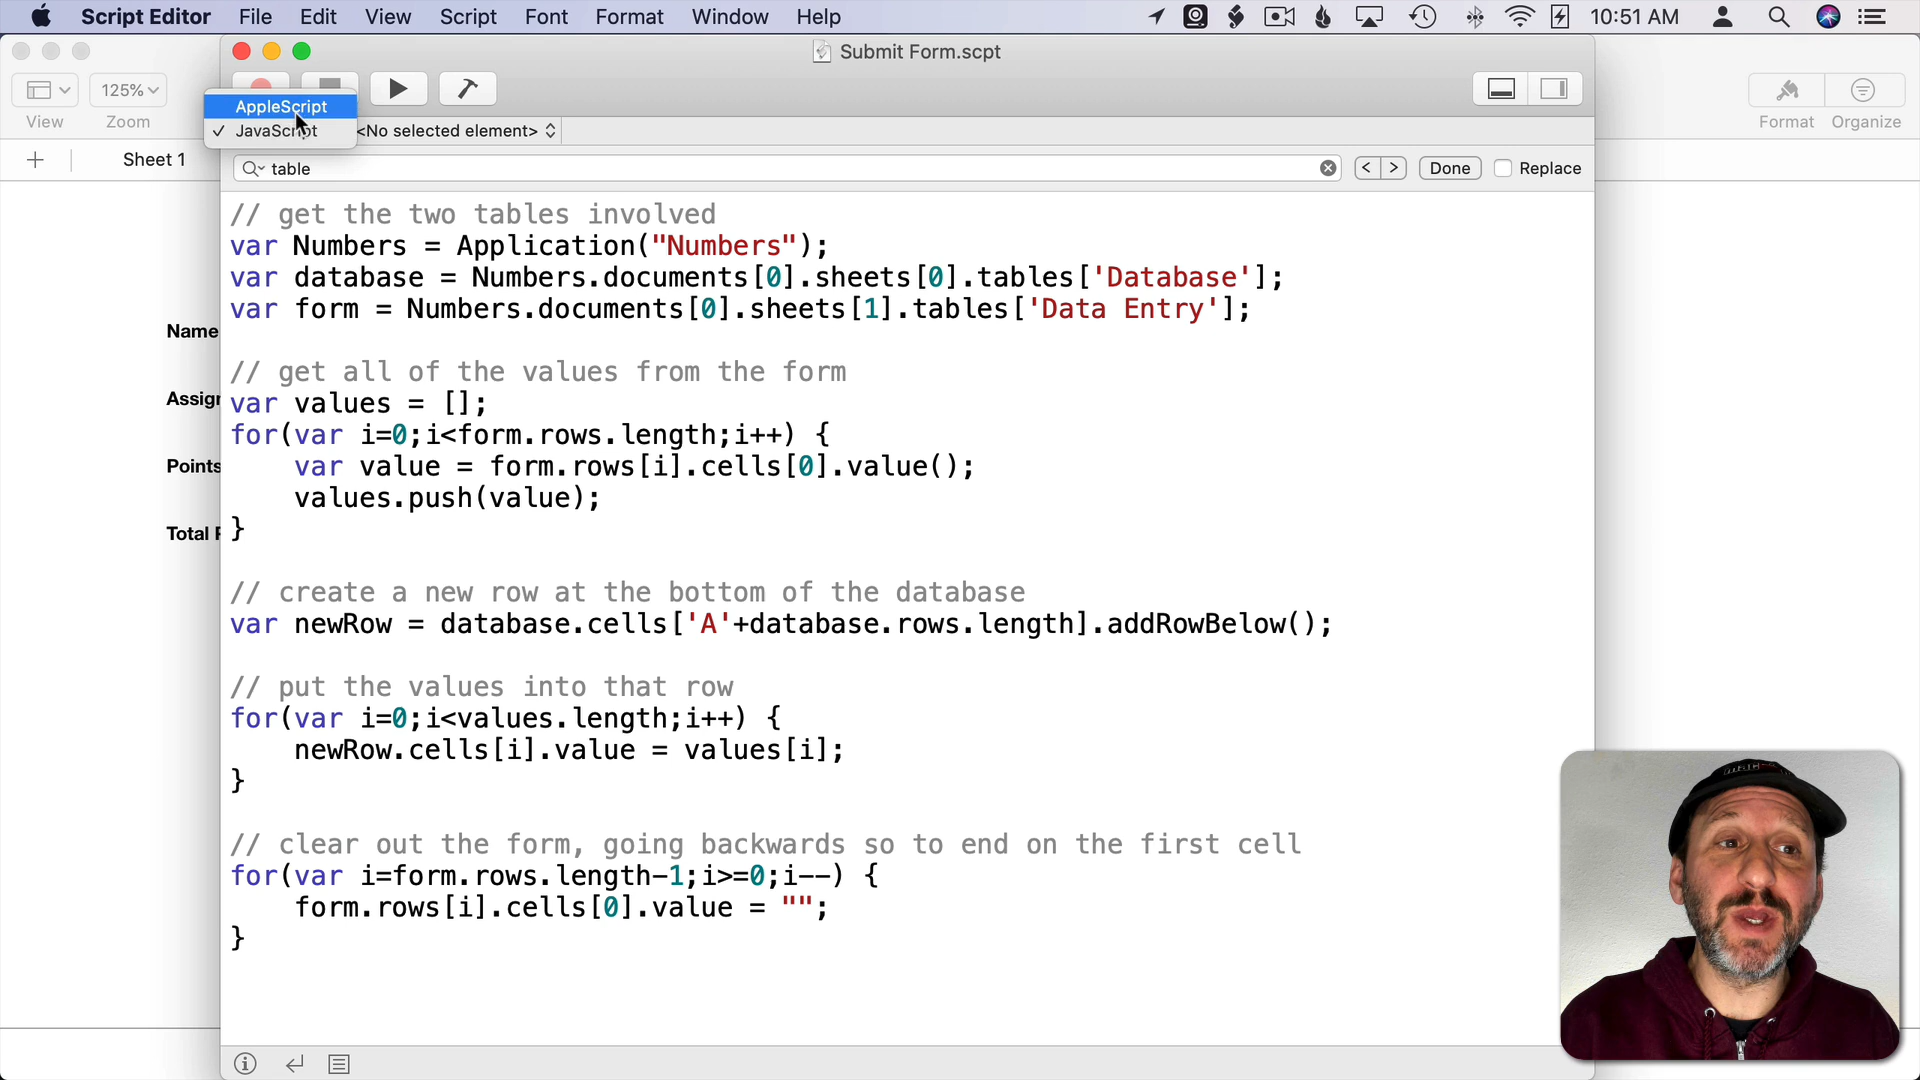 Script Editor File Edit View Script Font Format Window Help 10:51 AM
Submit Form.scpt
125%
View Zoom Format Organize
AppleScript
✓ JavaScript <No selected element>
+ Sheet 1
table < > Done Replace
// get the two tables involved
var Numbers = Application("Numbers");
var database = Numbers.documents[0].sheets[0].tables['Database'];
var form = Numbers.documents[0].sheets[1].tables['Data Entry'];
Name
// get all of the values from the form
Assign
var values = [];
for(var i=0;i<form.rows.length;i++) {
Points
var value = form.rows[i].cells[0].value();
values.push(value);
Total
}
// create a new row at the bottom of the database
var newRow = database.cells['A'+database.rows.length].addRowBelow();
// put the values into that row
for(var i=0;i<values.length;i++) {
newRow.cells[i].value = values[i];
}
// clear out the form, going backwards so to end on the first cell
for(var i=form.rows.length-1;i>=0;i--) {
form.rows[i].cells[0].value = "";
}